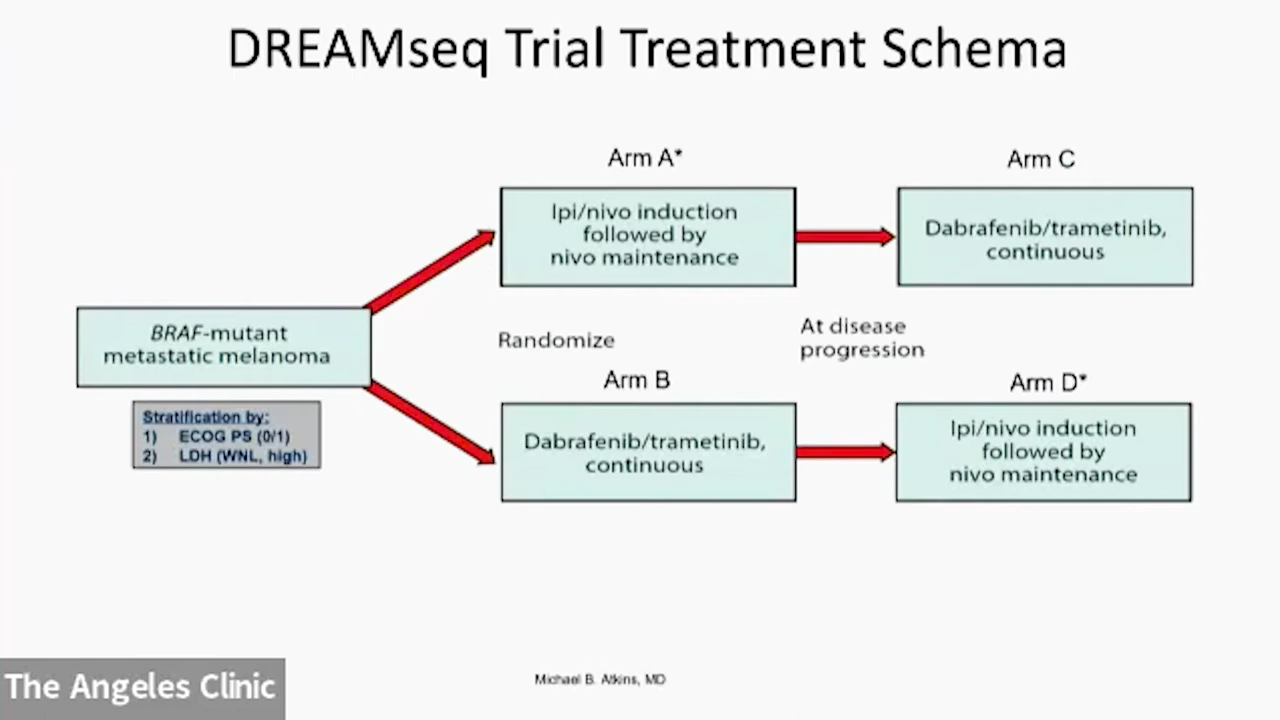 DREAMseq Trial Treatment Schema
Arm A*
Ipi/nivo induction
followed by
nivo maintenance
Arm C
Dabrafenib/trametinib,
continuous
BRAF-mutant
metastatic melanoma
Stratification by:
1) ECOG PS (0/1)
2) LDH (WNL, high)
Randomize
At disease
progression
Arm B
Dabrafenib/trametinib,
continuous
Arm D*
Ipi/nivo induction
followed by
nivo maintenance
The Angeles Clinic
Michael B. Atkins, MD